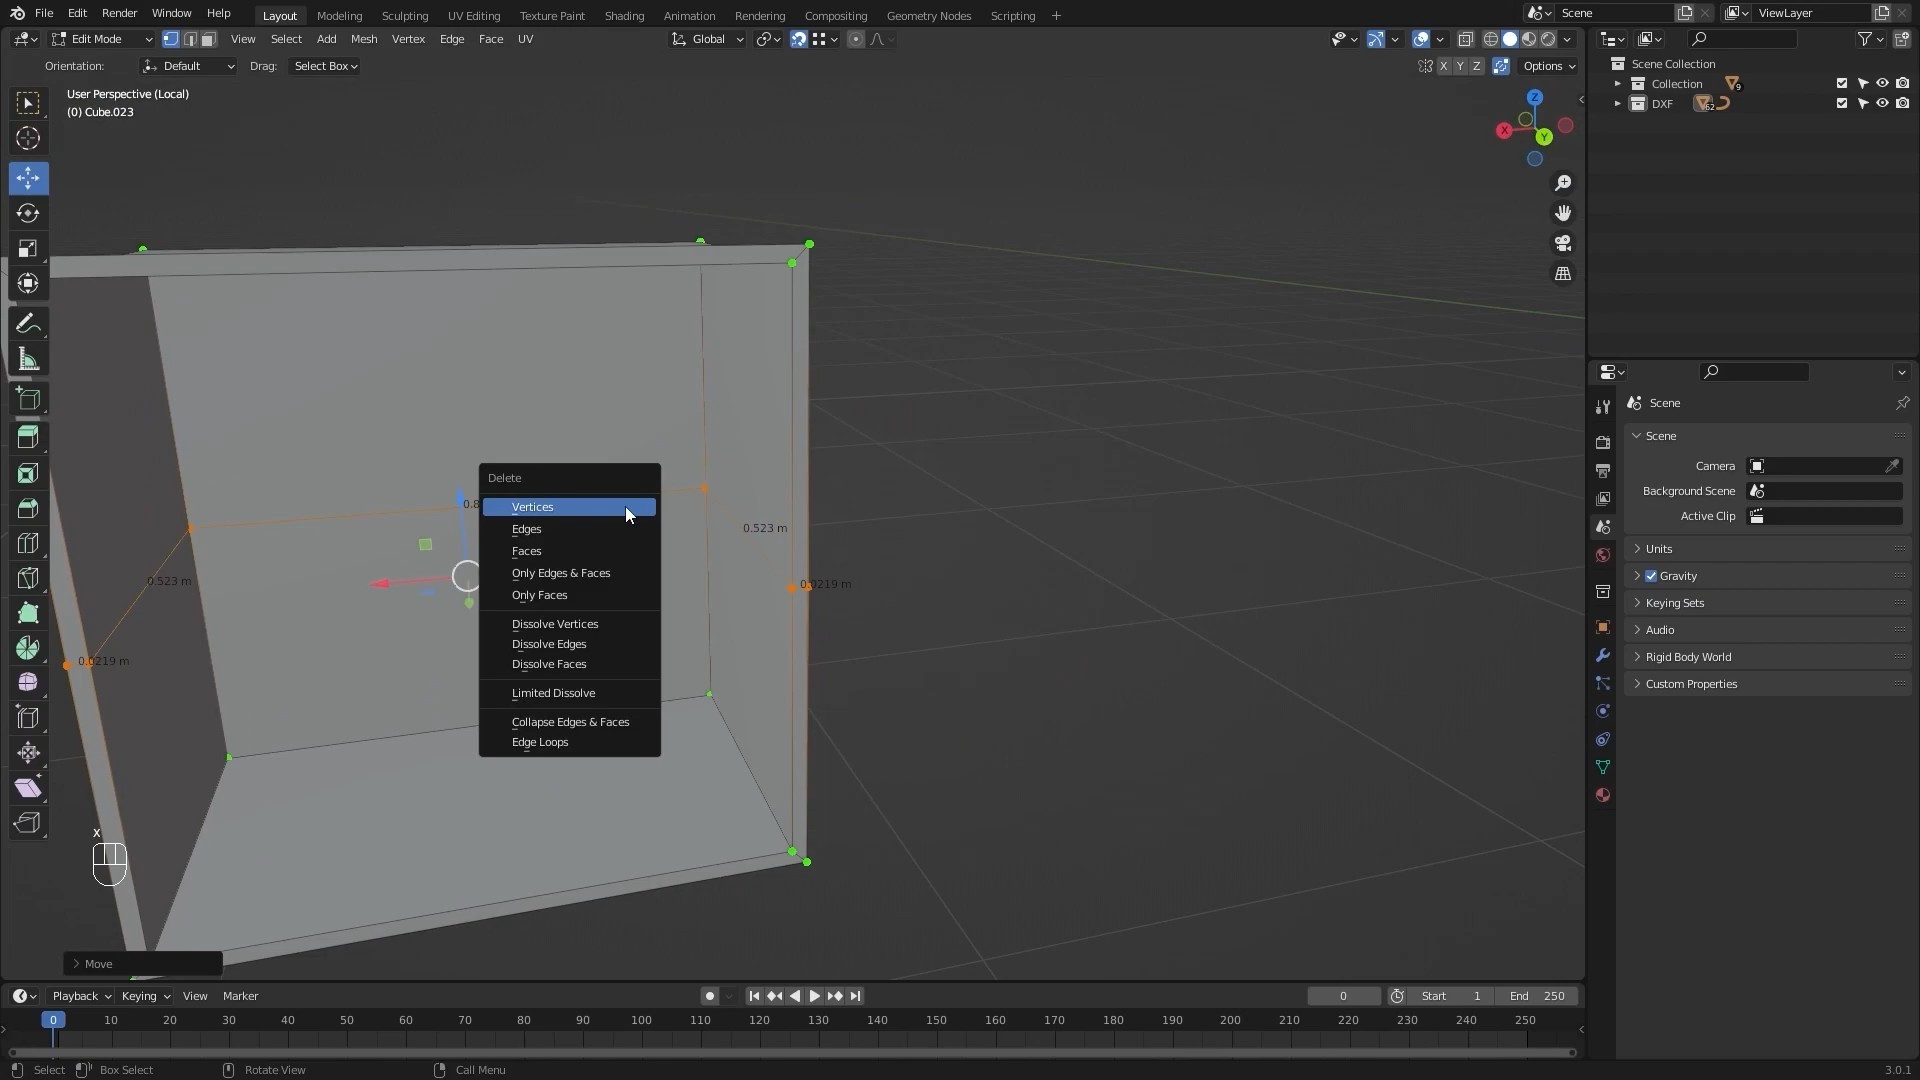 File Edit Render Window Help Layout Modeling Sculpting UV Editing Texture Paint Shading Animation Rendering Compositing Geometry Nodes Scripting + Scene ViewLayer
Edit Mode View Select Add Mesh Vertex Edge Face UV Global
Orientation: Default Drag: Select Box X Y Z Options
User Perspective (Local)
(0) Cube.023
Z
X
Y
Scene Collection
Collection 9
DXF 62
Scene
Scene
Camera
Background Scene
Active Clip
Units
Gravity
Keying Sets
Audio
Rigid Body World
Custom Properties
Delete
Vertices
Edges
Faces
Only Edges & Faces
Only Faces
Dissolve Vertices
Dissolve Edges
Dissolve Faces
Limited Dissolve
Collapse Edges & Faces
Edge Loops
0.8
0.523 m
0.523 m
0.0219 m
0.0219 m
x
Move
Playback Keying View Marker 0 Start 1 End 250
0 10 20 30 40 50 60 70 80 90 100 110 120 130 140 150 160 170 180 190 200 210 220 230 240 250
Select Box Select Rotate View Call Menu 3.0.1